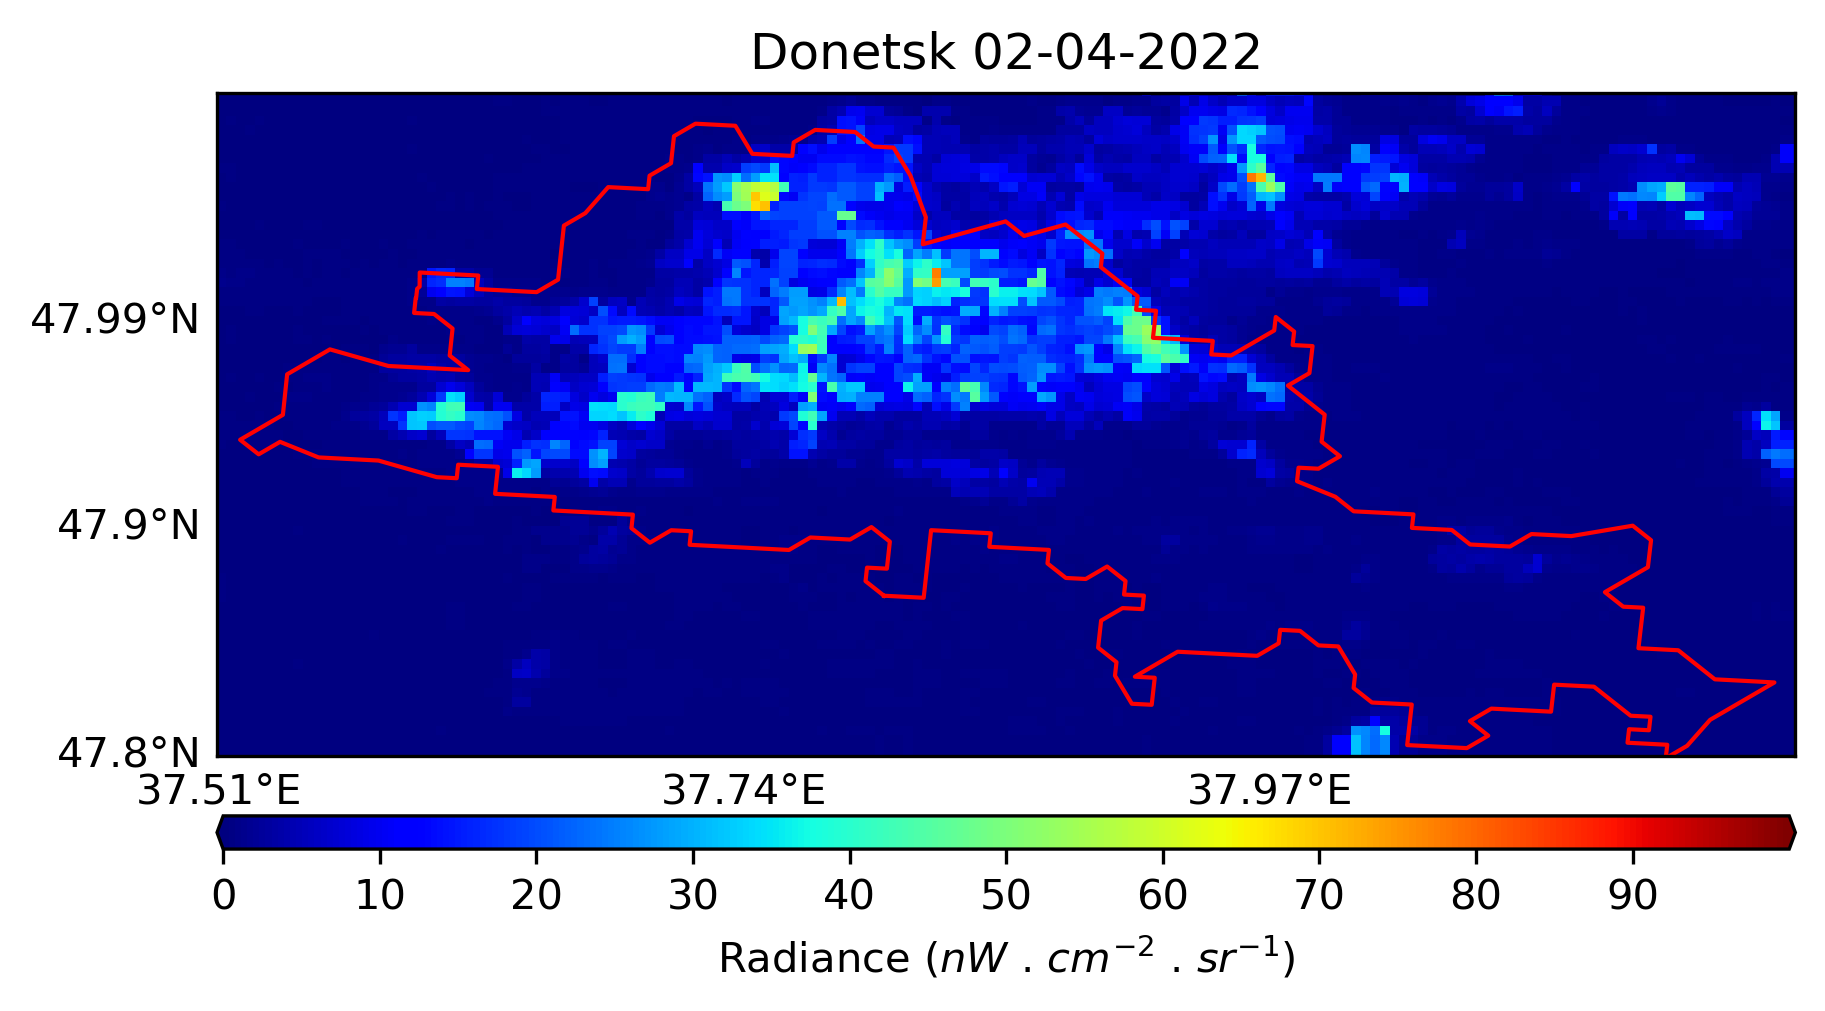 Donetsk 02-04-2022
47.99°N
47.9°N
47.8°N
37.51°E 37.74°E 37.97°E
0 10 20 30 40 50 60 70 80 90
Radiance (nW . cm⁻² . sr⁻¹)